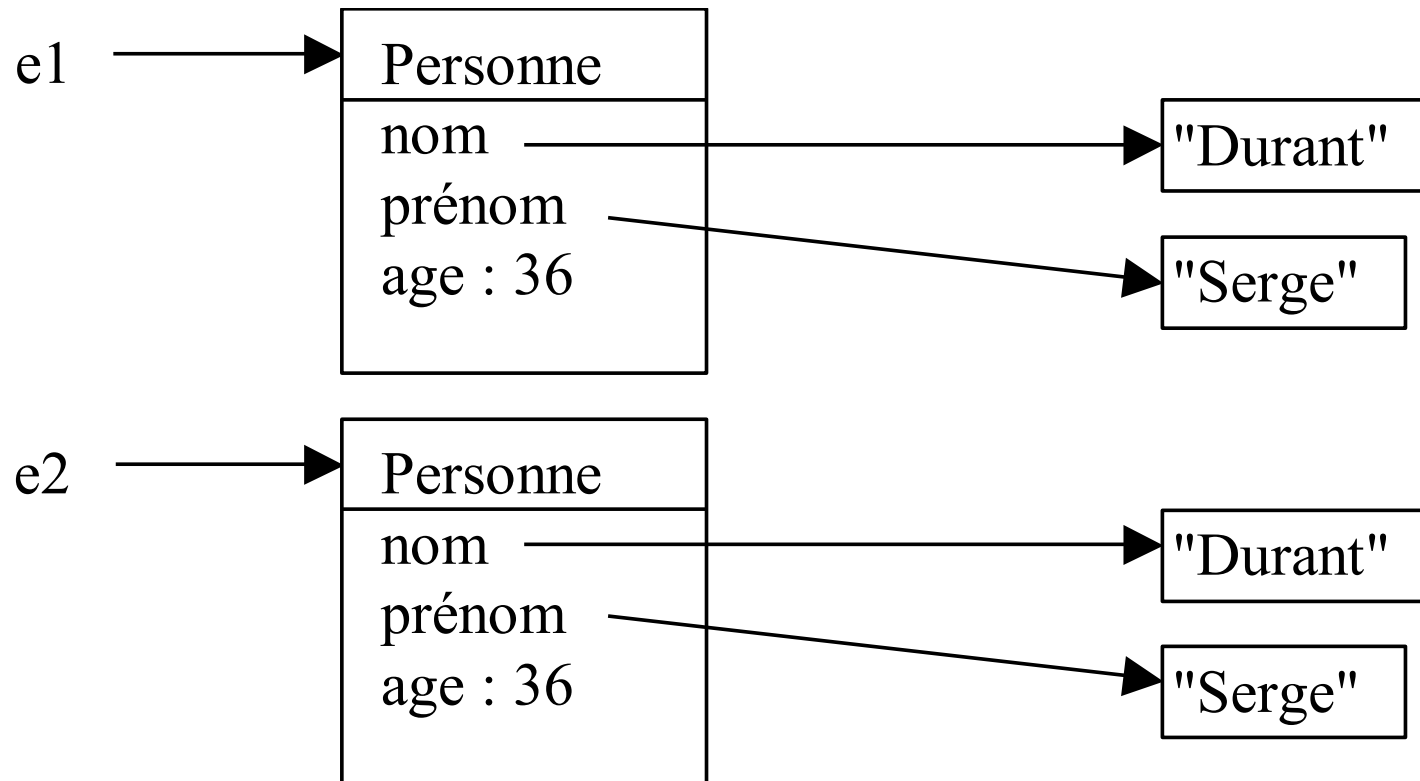 e1
Personne
nom
"Durant"
prénom
"Serge"
age : 36
e2
Personne
nom
"Durant"
prénom
"Serge"
age : 36